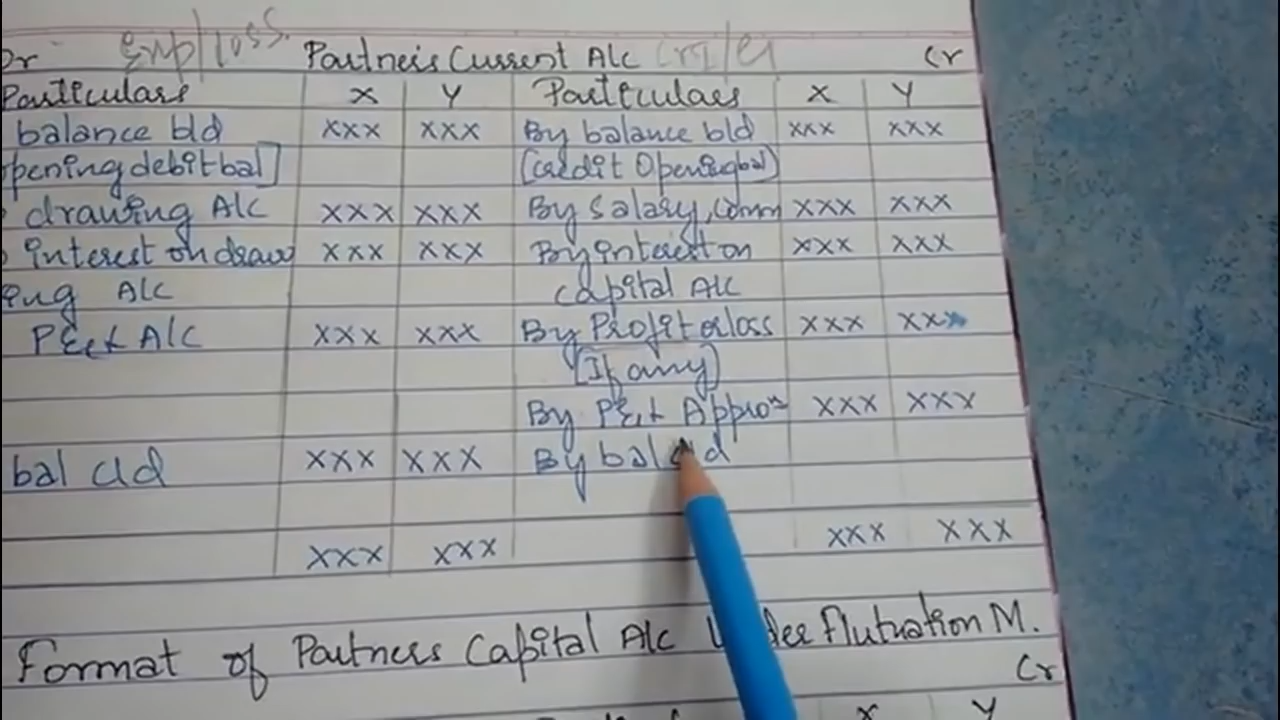 Exp/loss.
Dr Partners Current A/c Cr
Particulars X Y Particulars X Y
balance b/d XXX XXX By balance b/d XXX XXX
opening debit bal] [Credit Opening bal]
drawing A/c XXX XXX By Salary, Comm XXX XXX
interest on draw XXX XXX By interest on XXX XXX
ing A/c Capital A/c
P&L A/c XXX XXX By Profit or loss XXX XXX
[If any]
By P&L Appron XXX XXX
bal c/d XXX XXX By bal c/d
XXX XXX XXX XXX
Format of Partners Capital A/c Under Flutuation M.
Cr
X Y